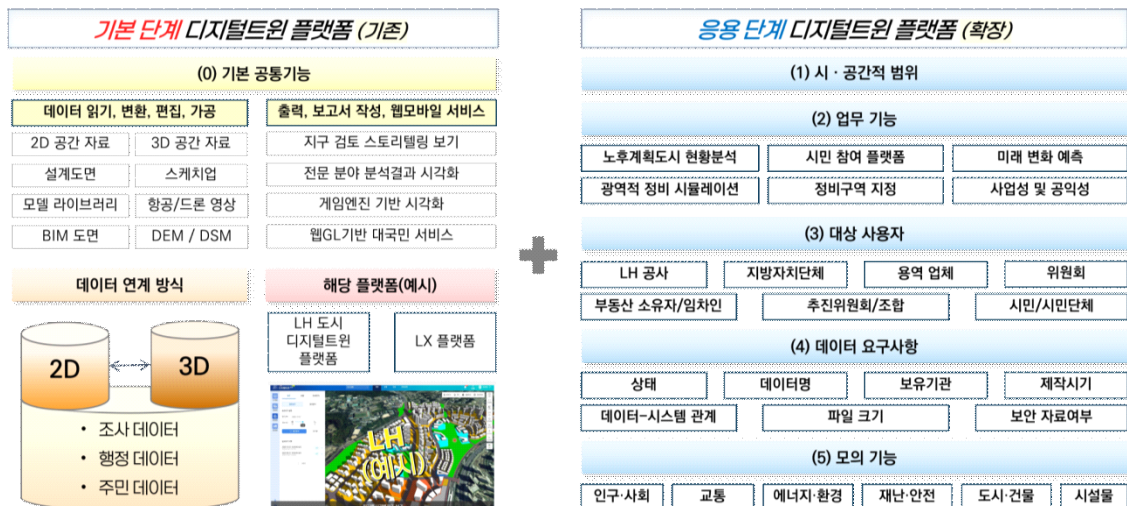 기본 단계 디지털트윈 플랫폼 (기존)
(0) 기본 공통기능
데이터 읽기, 변환, 편집, 가공
2D 공간 자료
3D 공간 자료
설계도면
스케치업
모델 라이브러리
항공/드론 영상
BIM 도면
DEM / DSM
출력, 보고서 작성, 웹모바일 서비스
지구 검토 스토리텔링 보기
전문 분야 분석결과 시각화
게임엔진 기반 시각화
웹GL기반 대국민 서비스
데이터 연계 방식
2D
3D
• 조사 데이터
• 행정 데이터
• 주민 데이터
해당 플랫폼(예시)
LH 도시
디지털트윈
플랫폼
LX 플랫폼
LH
(예시)
응용 단계 디지털트윈 플랫폼 (확장)
(1) 시 · 공간적 범위
(2) 업무 기능
노후계획도시 현황분석
시민 참여 플랫폼
미래 변화 예측
광역적 정비 시뮬레이션
정비구역 지정
사업성 및 공익성
(3) 대상 사용자
LH 공사
지방자치단체
용역 업체
위원회
부동산 소유자/임차인
추진위원회/조합
시민/시민단체
(4) 데이터 요구사항
상태
데이터명
보유기관
제작시기
데이터-시스템 관계
파일 크기
보안 자료여부
(5) 모의 기능
인구·사회
교통
에너지·환경
재난·안전
도시·건물
시설물